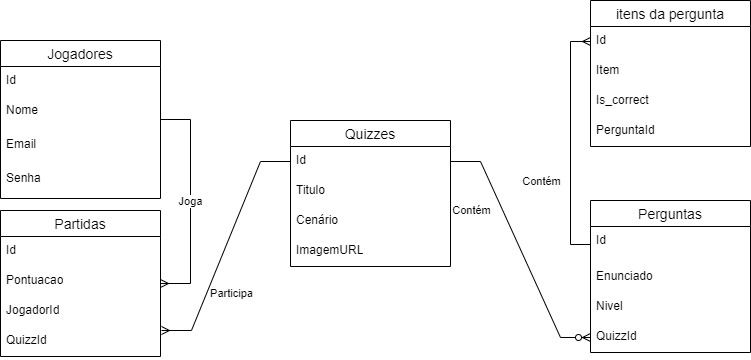 Jogadores
Id
Nome
Email
Senha
Joga
Partidas
Id
Pontuacao
JogadorId
QuizzId
Participa
Quizzes
Id
Titulo
Cenário
ImagemURL
Contém
itens da pergunta
Id
Item
Is_correct
PerguntaId
Contém
Perguntas
Id
Enunciado
Nivel
QuizzId